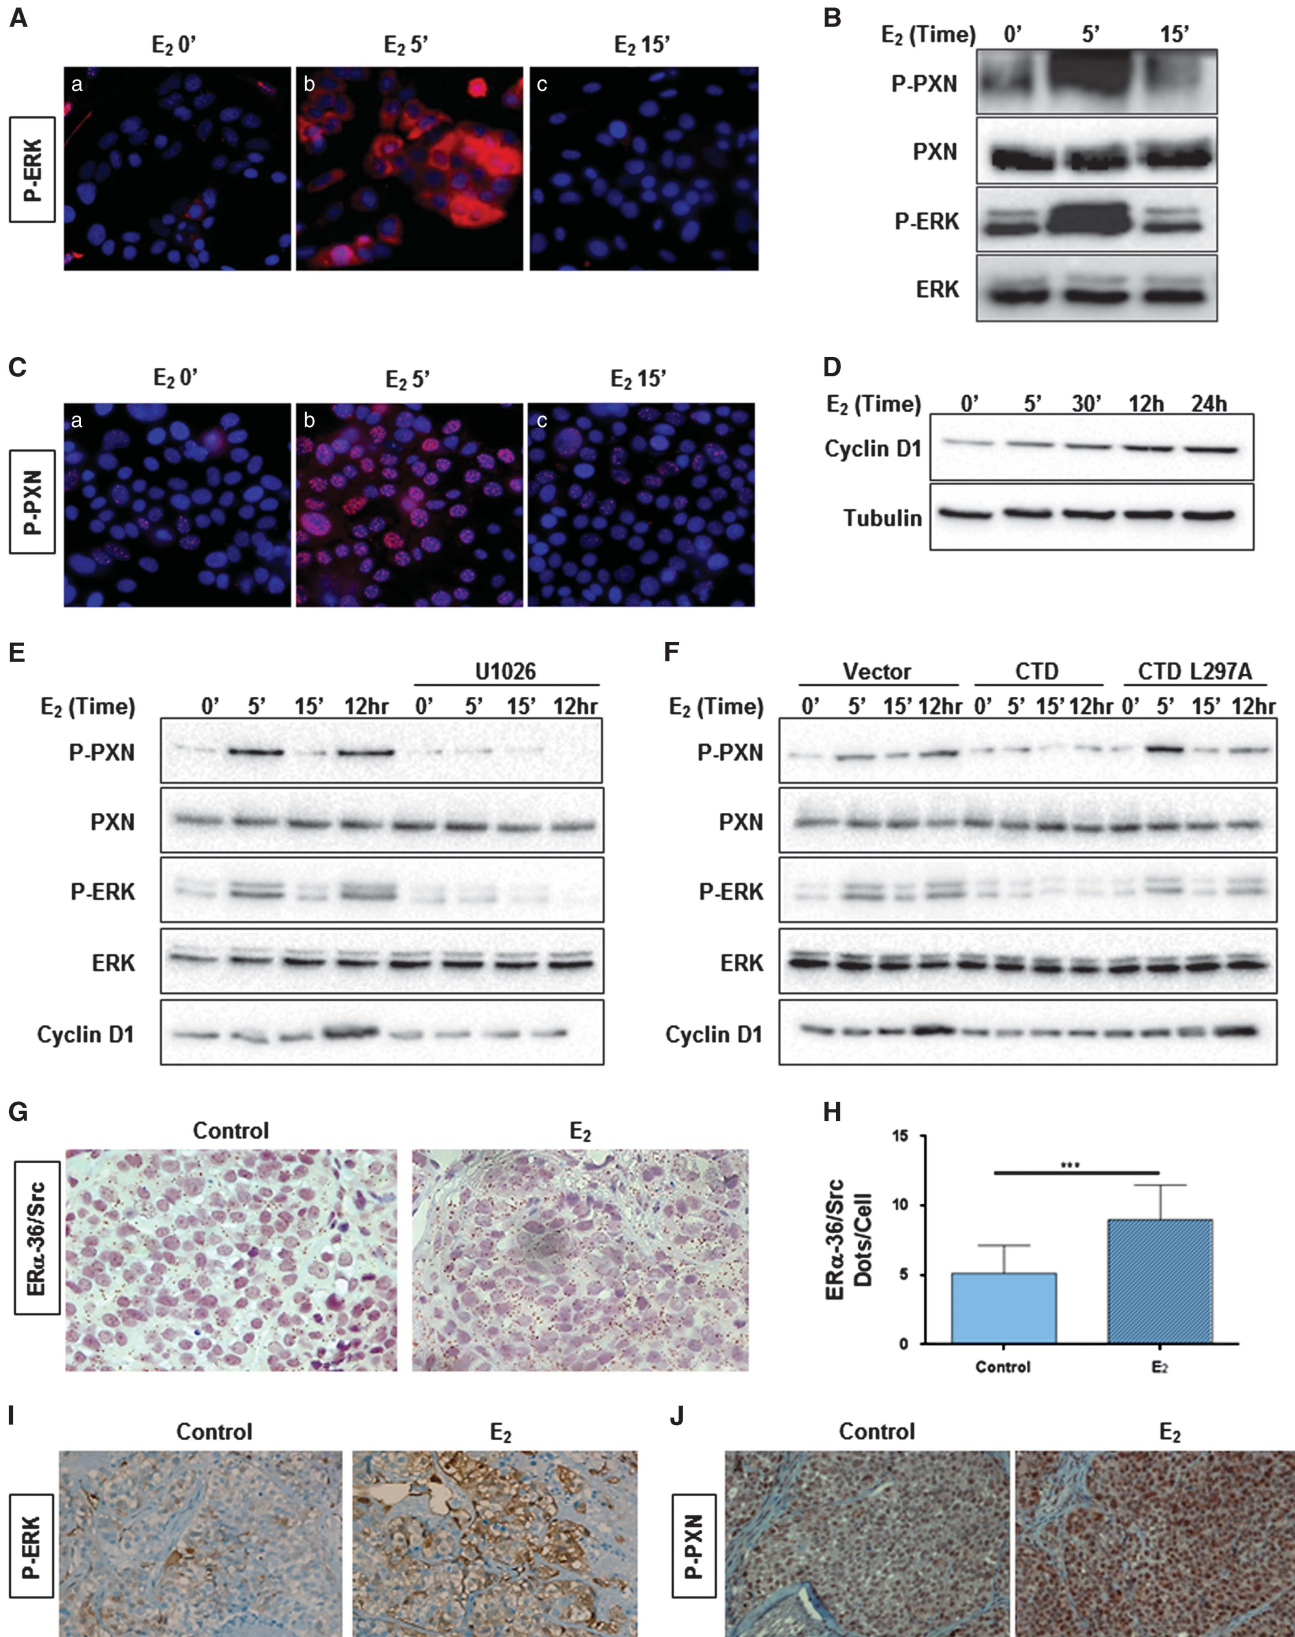 A
E₂ 0’ E₂ 5’ E₂ 15’
P-ERK
a b c
B
E₂ (Time) 0’ 5’ 15’
P-PXN
PXN
P-ERK
ERK
C
E₂ 0’ E₂ 5’ E₂ 15’
P-PXN
a b c
D
E₂ (Time) 0’ 5’ 30’ 12h 24h
Cyclin D1
Tubulin
E
U1026
E₂ (Time) 0’ 5’ 15’ 12hr 0’ 5’ 15’ 12hr
P-PXN
PXN
P-ERK
ERK
Cyclin D1
F
Vector CTD CTD L297A
E₂ (Time) 0’ 5’ 15’ 12hr 0’ 5’ 15’ 12hr 0’ 5’ 15’ 12hr
P-PXN
PXN
P-ERK
ERK
Cyclin D1
G
Control E₂
ERα-36/Src
H
ERα-36/Src
Dots/Cell
15
10
5
0
***
Control E₂
I
Control E₂
P-ERK
J
Control E₂
P-PXN